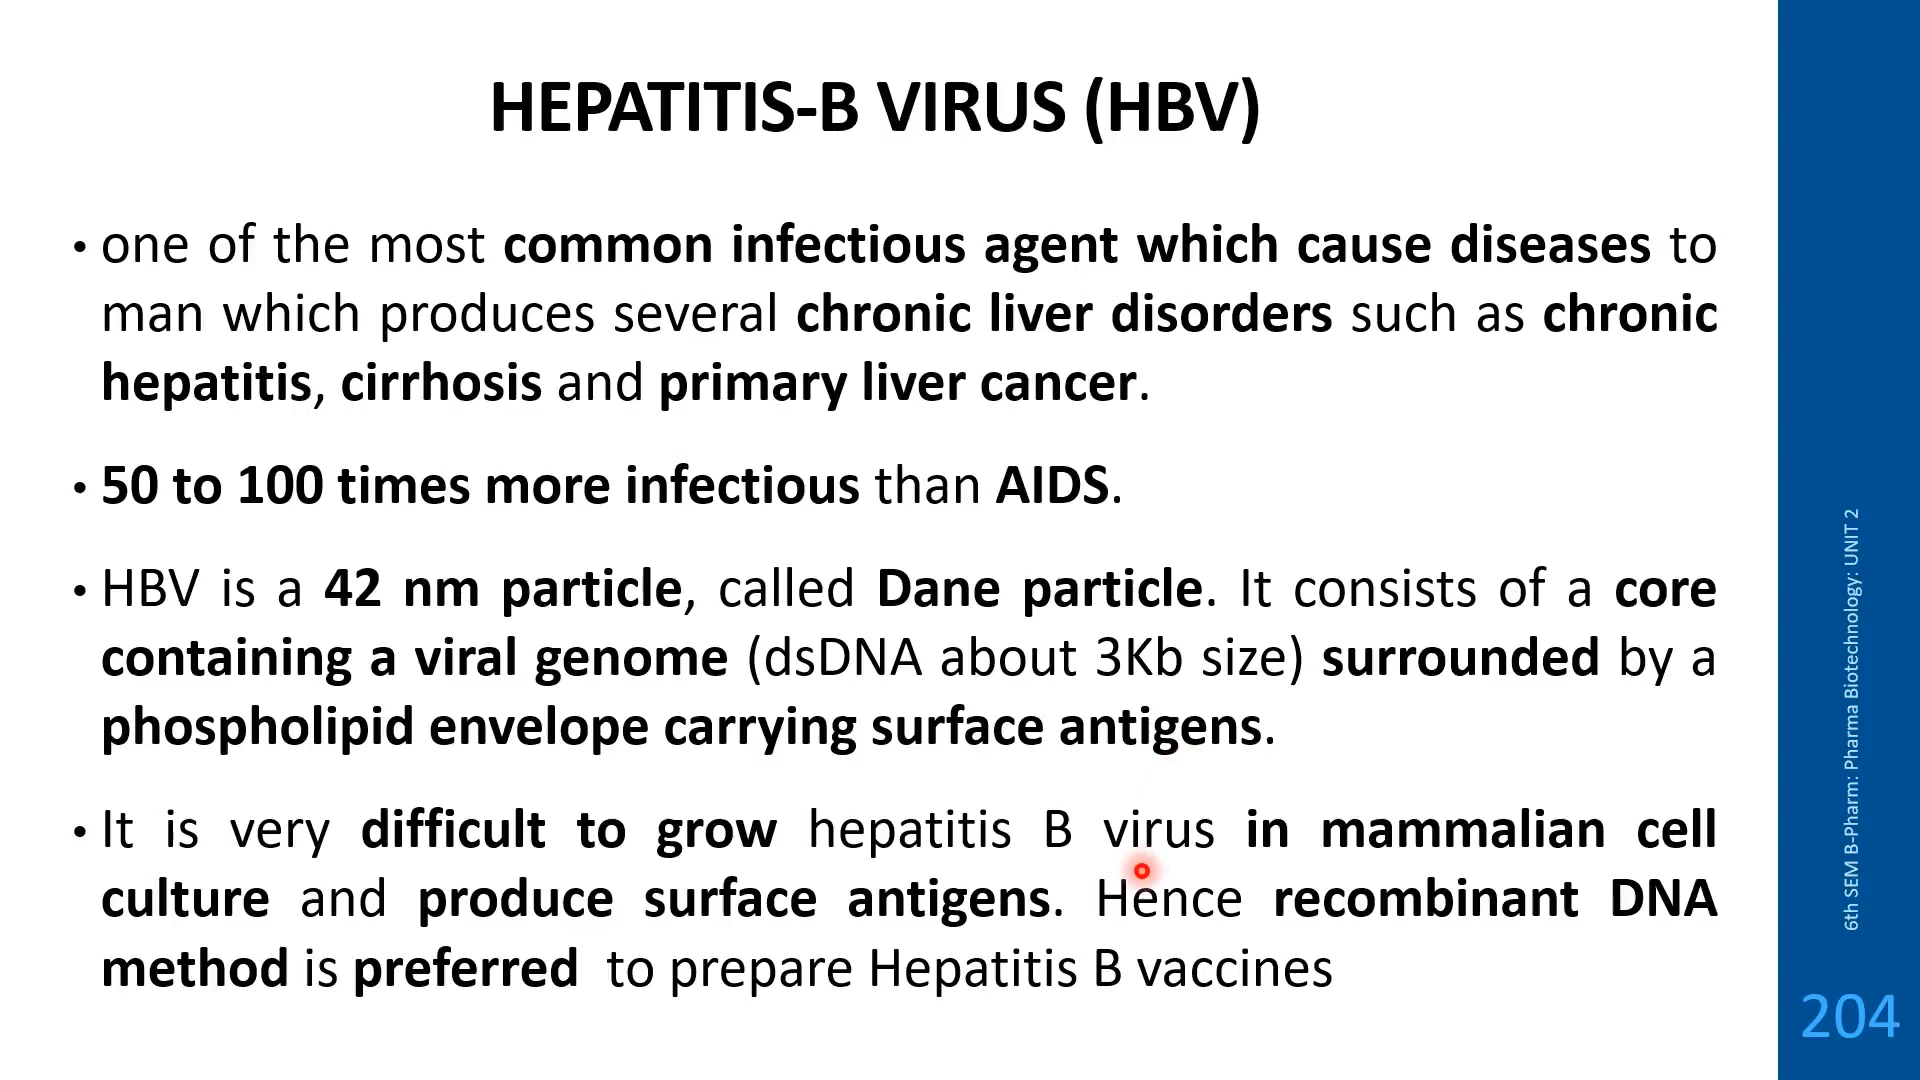 HEPATITIS-B VIRUS (HBV)
• one of the most common infectious agent which cause diseases to
man which produces several chronic liver disorders such as chronic
hepatitis, cirrhosis and primary liver cancer.
• 50 to 100 times more infectious than AIDS.
• HBV is a 42 nm particle, called Dane particle. It consists of a core
containing a viral genome (dsDNA about 3Kb size) surrounded by a
phospholipid envelope carrying surface antigens.
• It is very difficult to grow hepatitis B virus in mammalian cell
culture and produce surface antigens. Hence recombinant DNA
method is preferred to prepare Hepatitis B vaccines
6th SEM B-Pharm: Pharma Biotechnology: UNIT 2
204